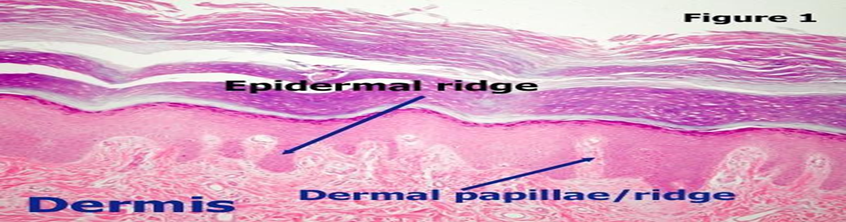 Figure 1
Epidermal ridge
Dermal papillae/ridge
Dermis